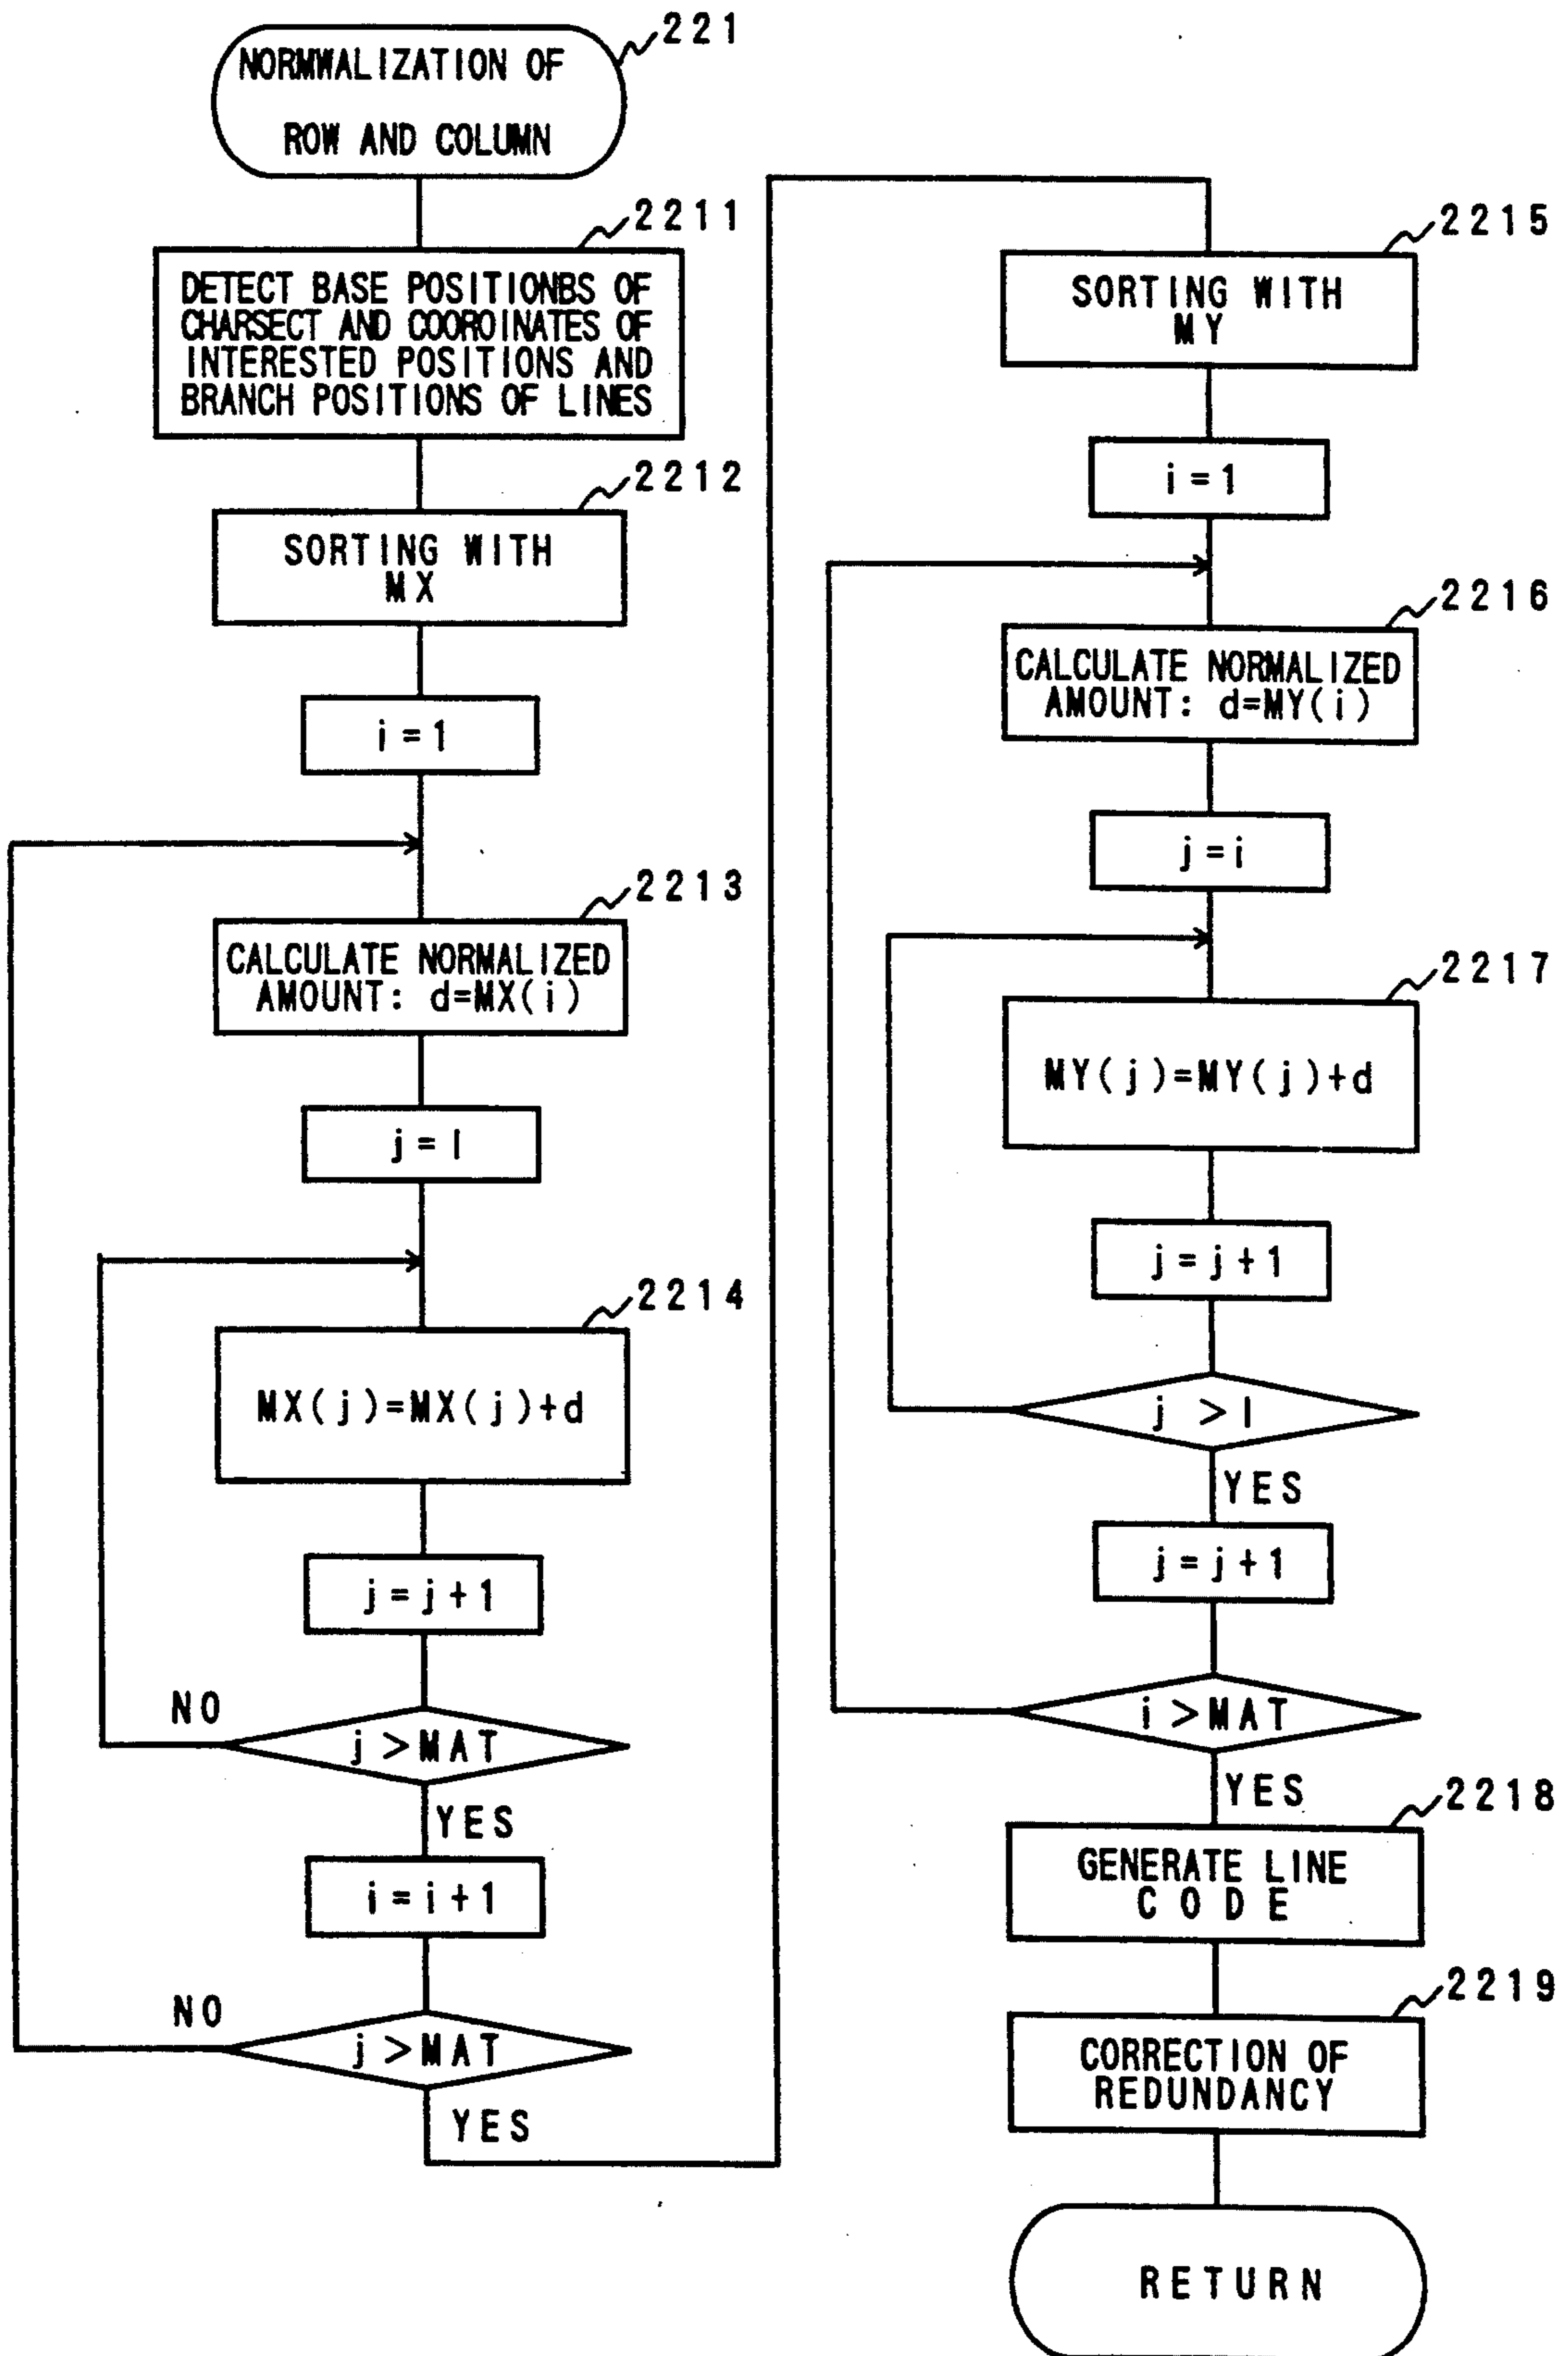 221
NORMWALIZATION OF
ROW AND COLUMN
2211
DETECT BASE POSITIONBS OF
CHARSECT AND COOROINATES OF
INTERESTED POSITIONS AND
BRANCH POSITIONS OF LINES
2212
SORTING WITH
MX
i=1
2213
CALCULATE NORMALIZED
AMOUNT: d=MX(i)
j=I
2214
MX(j)=MX(j)+d
j=j+1
NO
j>MAT
YES
i=i+1
NO
j>MAT
YES
2215
SORTING WITH
MY
i=1
2216
CALCULATE NORMALIZED
AMOUNT: d=MY(i)
j=i
2217
MY(j)=MY(j)+d
j=j+1
j >I
YES
j=j+1
i>MAT
YES
2218
GENERATE LINE
CODE
2219
CORRECTION OF
REDUNDANCY
RETURN